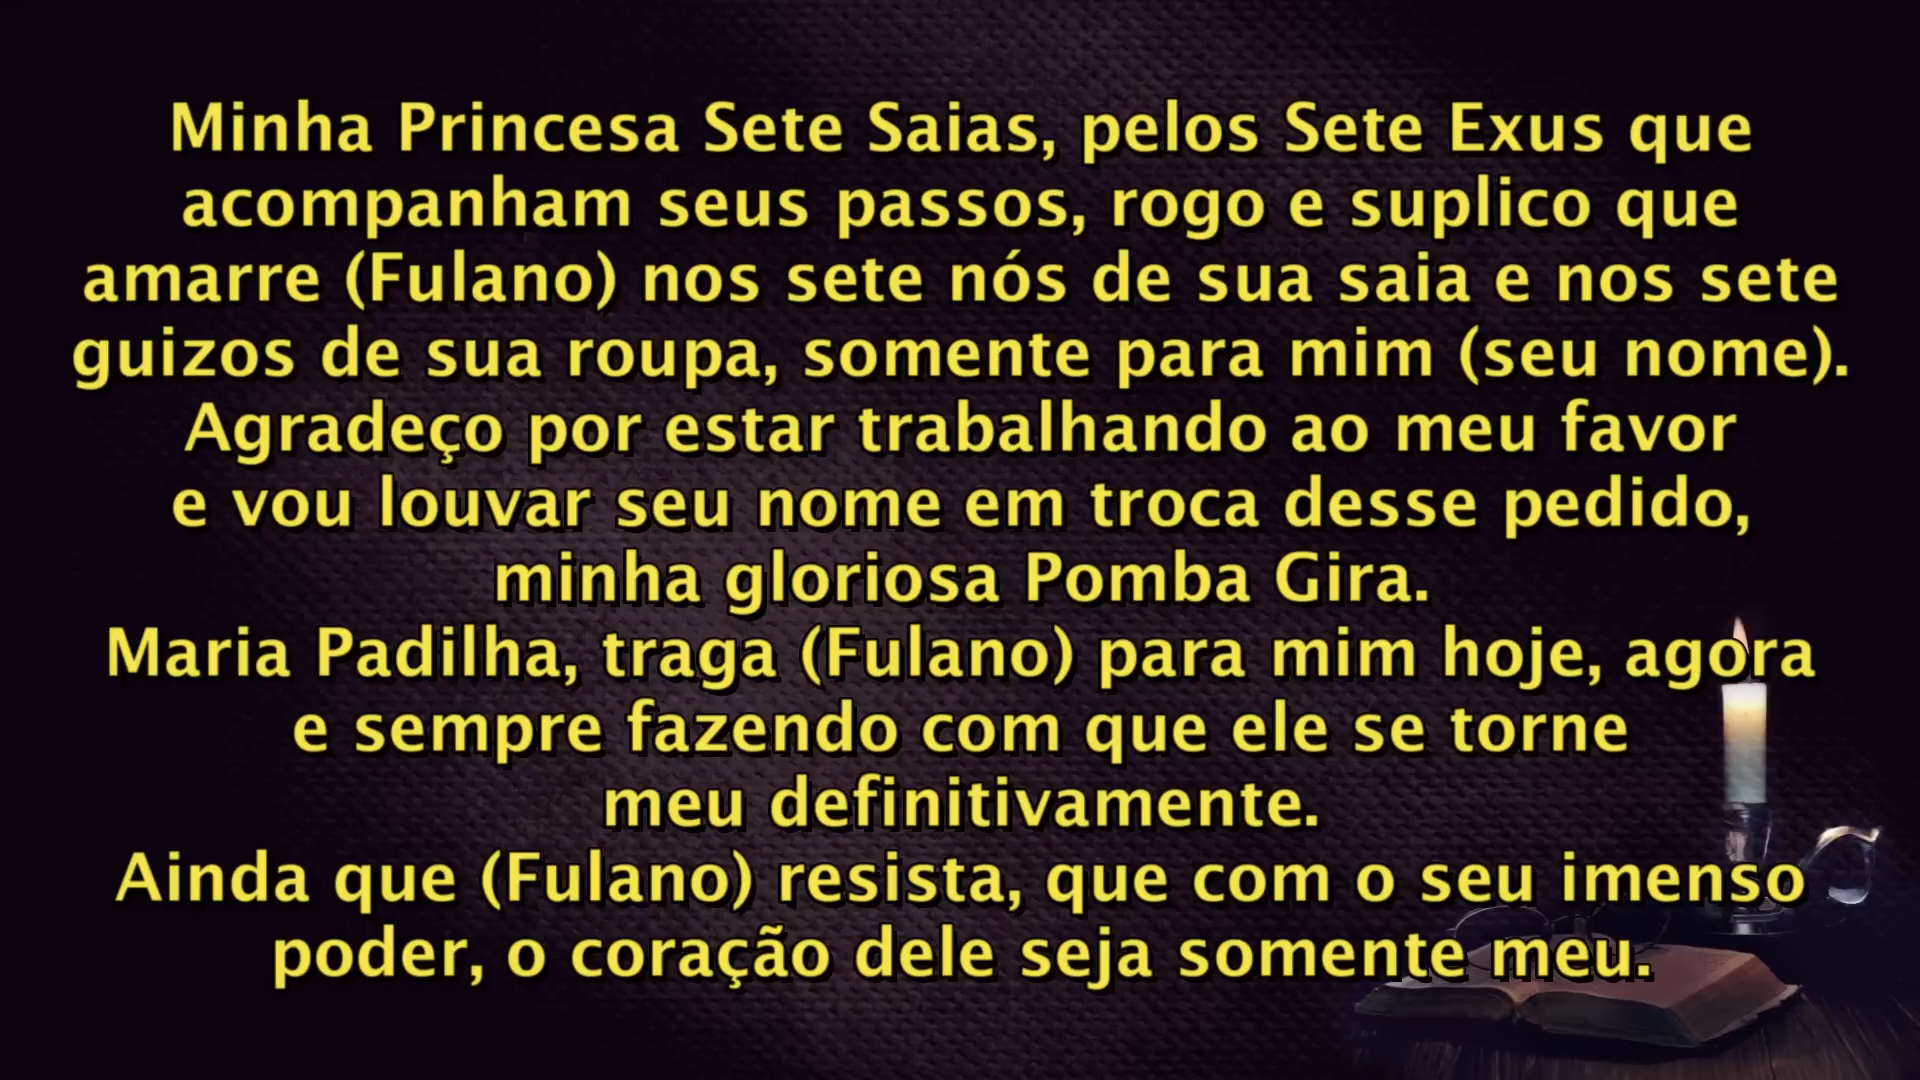 Minha Princesa Sete Saias, pelos Sete Exus que
acompanham seus passos, rogo e suplico que
amarre (Fulano) nos sete nós de sua saia e nos sete
guizos de sua roupa, somente para mim (seu nome).
Agradeço por estar trabalhando ao meu favor
e vou louvar seu nome em troca desse pedido,
minha gloriosa Pomba Gira.
Maria Padilha, traga (Fulano) para mim hoje, agora
e sempre fazendo com que ele se torne
meu definitivamente.
Ainda que (Fulano) resista, que com o seu imenso
poder, o coração dele seja somente meu.